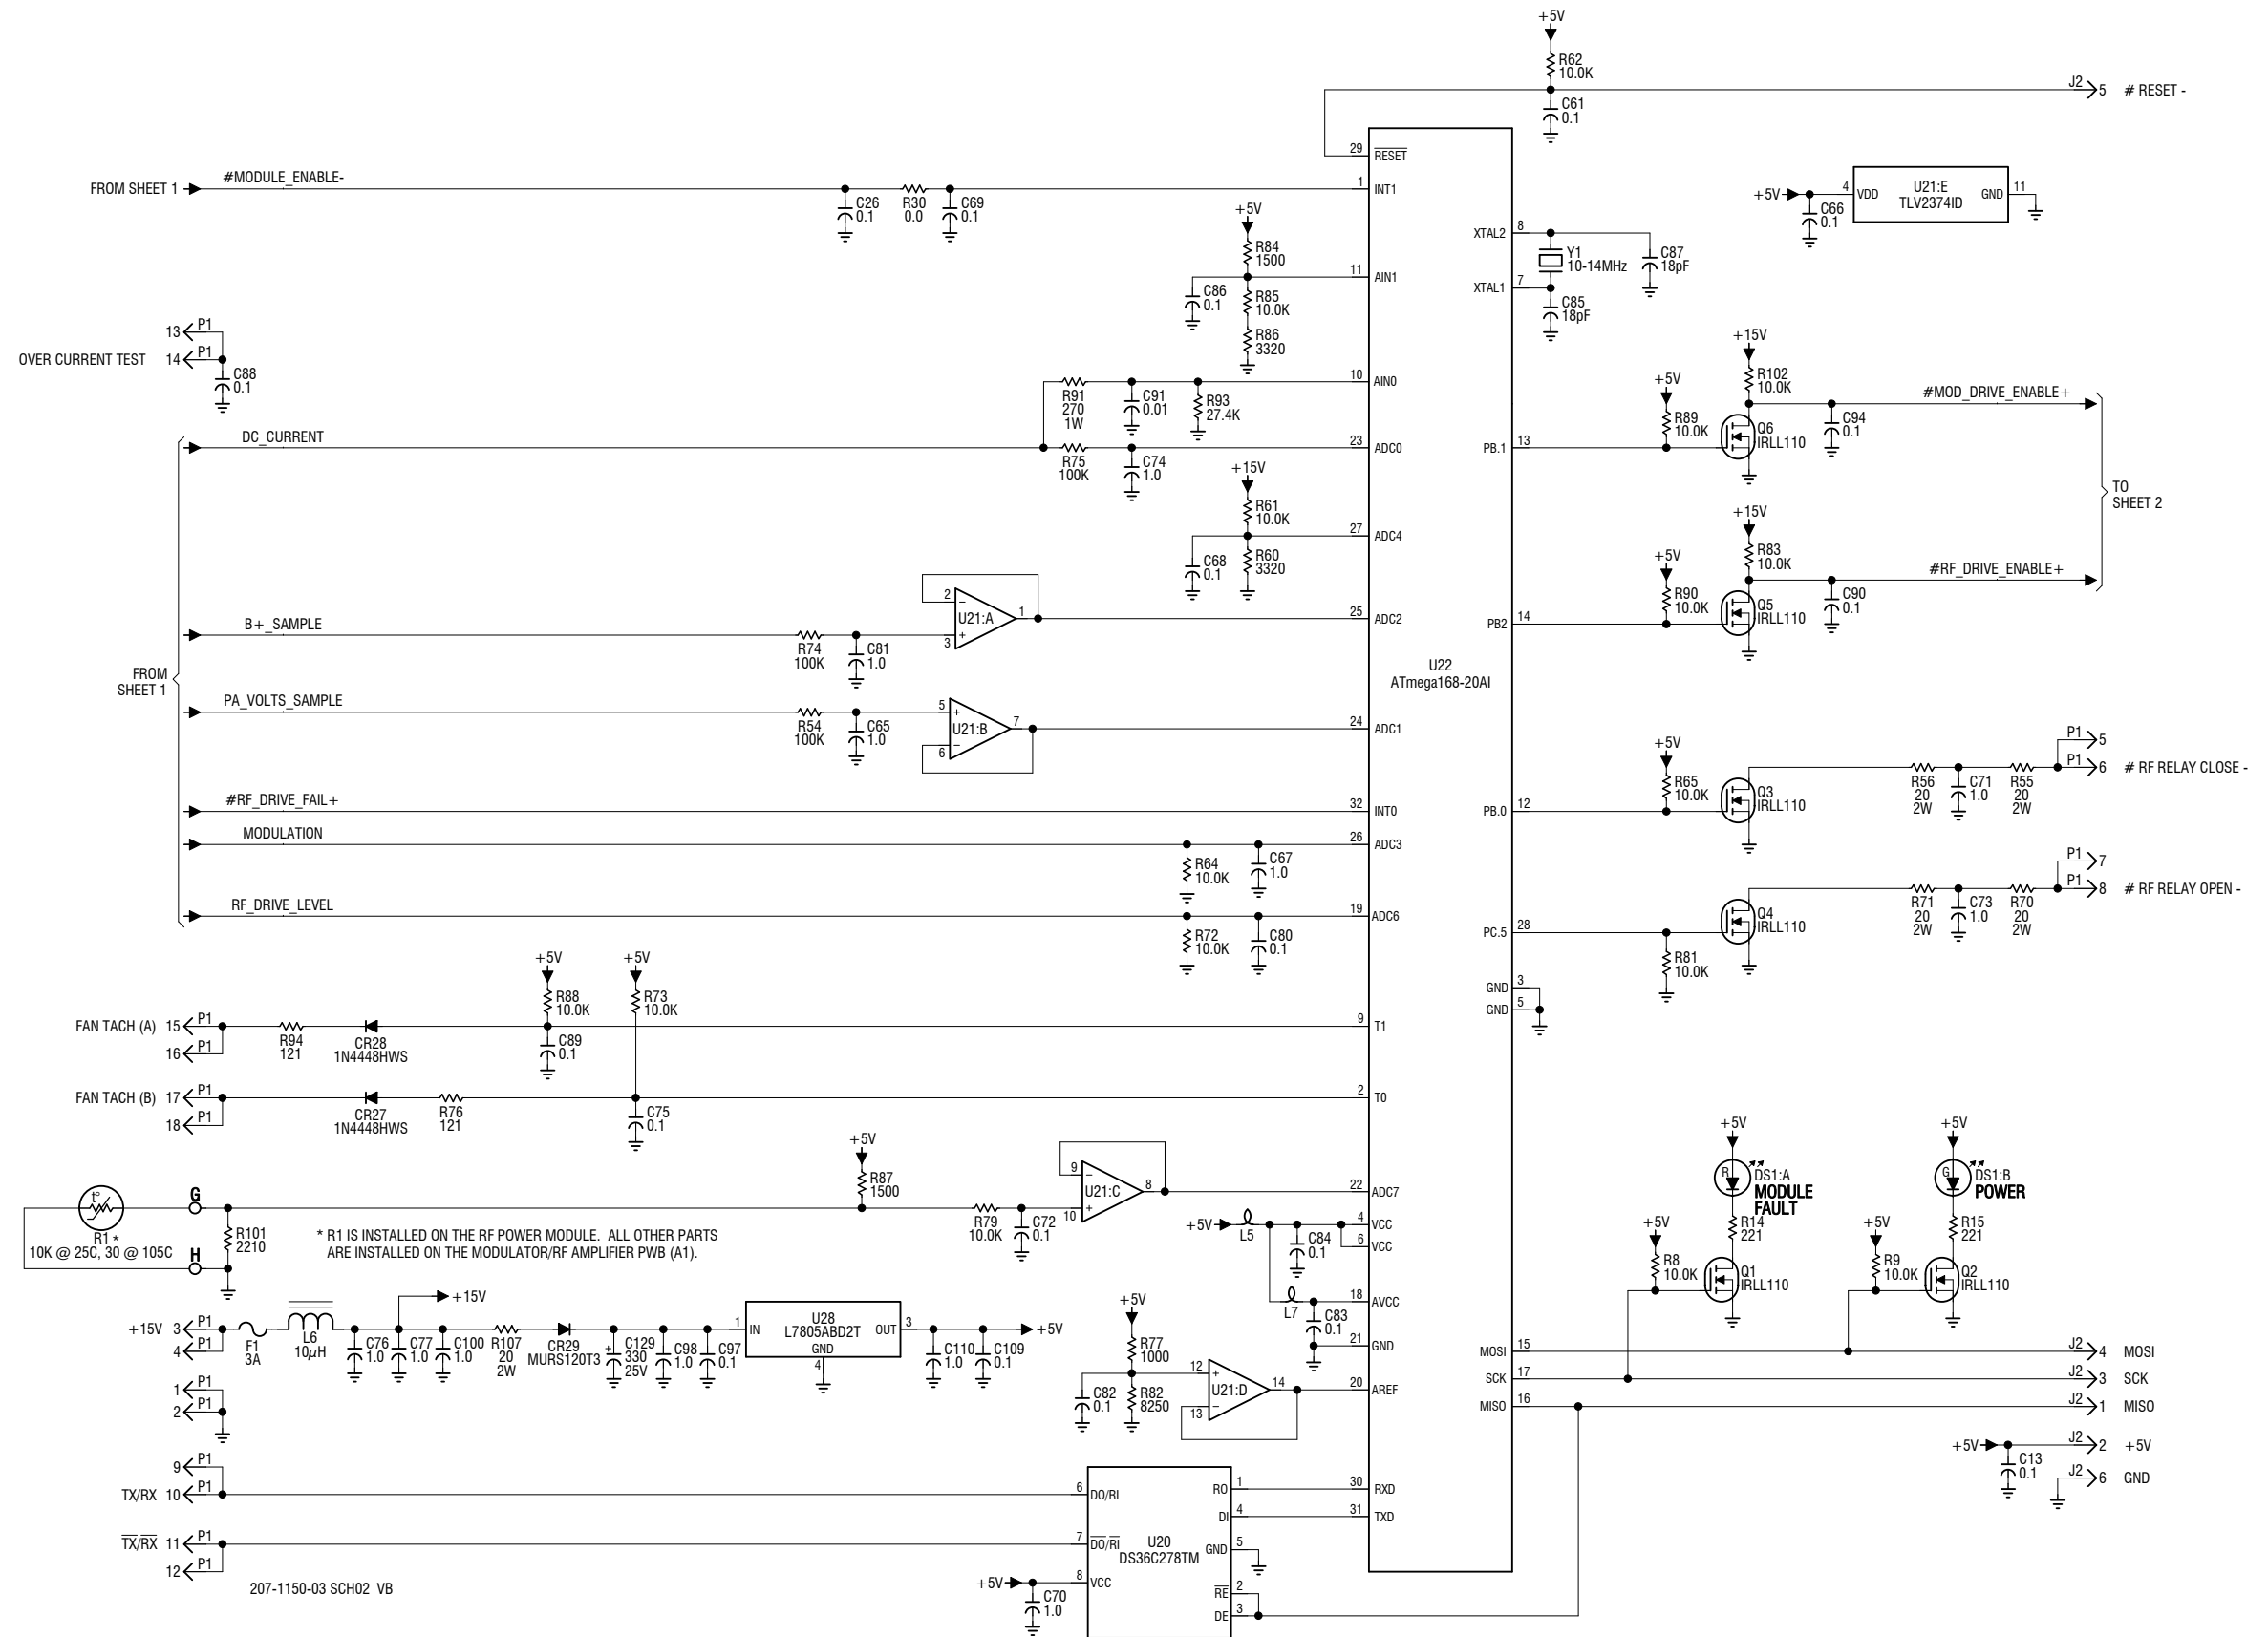 +5V
R62
10.0K
J2 5 # RESET -
C61
0.1
29 RESET
FROM SHEET 1 #MODULE_ENABLE-
C26
0.1
R30
0.0
C69
0.1
1 INT1
+5V
4 VDD
U21:E
TLV2374ID
GND 11
C66
0.1
+5V
R84
1500
11 AIN1
C86
0.1
R85
10.0K
R86
3320
XTAL2 8
Y1
10-14MHz
C87
18pF
XTAL1 7
C85
18pF
13 P1
OVER CURRENT TEST 14 P1
C88
0.1
10 AIN0
R91
270
1W
C91
0.01
R93
27.4K
DC_CURRENT
R75
100K
C74
1.0
23 ADC0
+15V
R102
10.0K
#MOD_DRIVE_ENABLE+
+5V
R89
10.0K
Q6
IRLL110
C94
0.1
PB.1 13
+15V
R61
10.0K
27 ADC4
C68
0.1
R60
3320
TO
SHEET 2
+15V
R83
10.0K
#RF_DRIVE_ENABLE+
+5V
R90
10.0K
Q5
IRLL110
C90
0.1
PB2 14
B+_SAMPLE
R74
100K
C81
1.0
2 −
U21:A
3 +
1
25 ADC2
FROM
SHEET 1
U22
ATmega168-20AI
PA_VOLTS_SAMPLE
R54
100K
C65
1.0
5 +
U21:B
6 −
7
24 ADC1
+5V
R65
10.0K
Q3
IRLL110
PB.0 12
R56
20
2W
C71
1.0
R55
20
2W
P1 5
P1 6 # RF RELAY CLOSE -
#RF_DRIVE_FAIL+
32 INT0
MODULATION
26 ADC3
R64
10.0K
C67
1.0
P1 7
P1 8 # RF RELAY OPEN -
R71
20
2W
C73
1.0
R70
20
2W
RF_DRIVE_LEVEL
19 ADC6
R72
10.0K
C80
0.1
PC.5 28
Q4
IRLL110
R81
10.0K
GND 3
GND 5
+5V
R88
10.0K
+5V
R73
10.0K
FAN TACH (A) 15 P1
16 P1
R94
121
CR28
1N4448HWS
C89
0.1
9 T1
FAN TACH (B) 17 P1
18 P1
CR27
1N4448HWS
R76
121
C75
0.1
2 T0
+5V
R87
1500
9 −
U21:C
10 +
8
22 ADC7
t°
R1 *
10K @ 25C, 30 @ 105C
G
H
R101
2210
* R1 IS INSTALLED ON THE RF POWER MODULE. ALL OTHER PARTS
ARE INSTALLED ON THE MODULATOR/RF AMPLIFIER PWB (A1).
R79
10.0K
C72
0.1
+5V
L5
4 VCC
6 VCC
C84
0.1
L7
18 AVCC
C83
0.1
21 GND
+5V
R
DS1:A
MODULE
FAULT
R14
221
+5V
R8
10.0K
Q1
IRLL110
+5V
G
DS1:B
POWER
R15
221
+5V
R9
10.0K
Q2
IRLL110
+15V 3 P1
4 P1
F1
3A
L6
10µH
+15V
C76
1.0
C77
1.0
C100
1.0
R107
20
2W
CR29
MURS120T3
+
C129
330
25V
C98
1.0
C97
0.1
1 IN
U28
L7805ABD2T
OUT 3
GND
4
C110
1.0
C109
0.1
+5V
+5V
R77
1000
C82
0.1
R82
8250
12 +
U21:D
13 −
14
20 AREF
MOSI 15
J2 4 MOSI
SCK 17
J2 3 SCK
MISO 16
J2 1 MISO
1 P1
2 P1
+5V
J2 2 +5V
C13
0.1
J2 6 GND
9 P1
TX/RX 10 P1
6 DO/RI
RO 1
30 RXD
DI 4
31 TXD
TX/RX 11 P1
12 P1
7 DO/RI
U20
DS36C278TM
GND 5
+5V
8 VCC
C70
1.0
RE 2
DE 3
207-1150-03 SCH02 VB